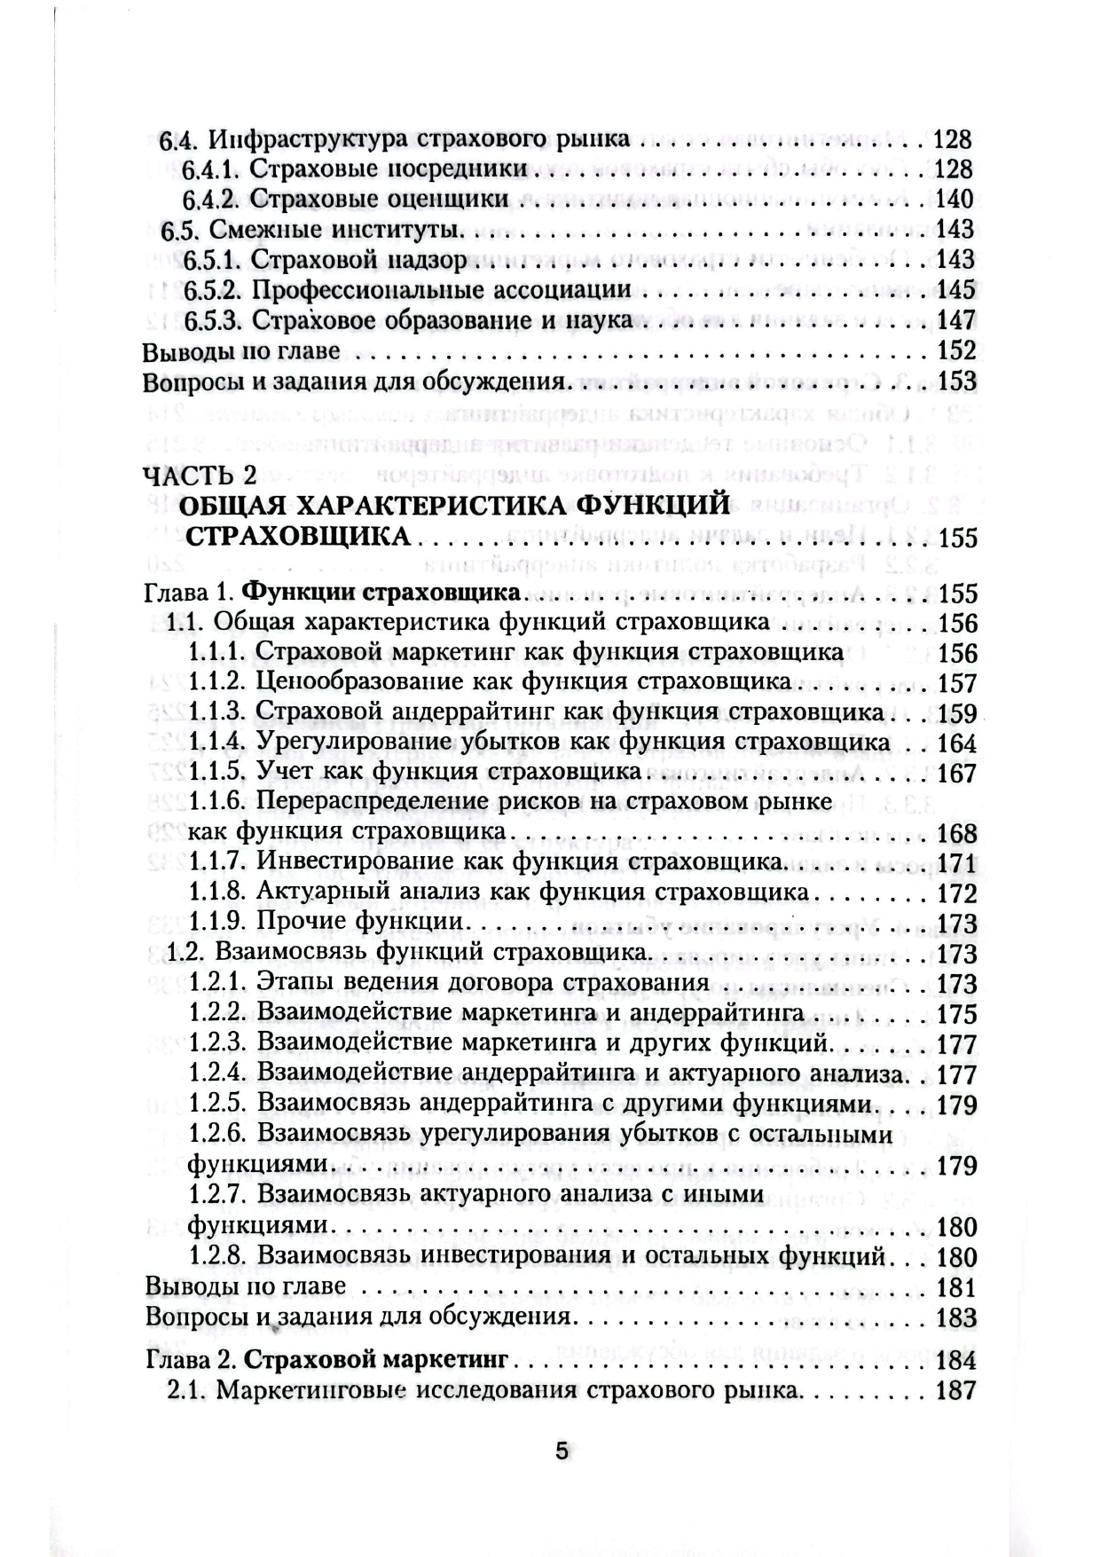 6.4. Инфраструктура страхового рынка . . . . . . . . . . . . . . . . . . 128
6.4.1. Страховые посредники . . . . . . . . . . . . . . . . . . . . . . . . 128
6.4.2. Страховые оценщики . . . . . . . . . . . . . . . . . . . . . . . . . 140
6.5. Смежные институты. . . . . . . . . . . . . . . . . . . . . . . . . . . . . 143
6.5.1. Страховой надзор . . . . . . . . . . . . . . . . . . . . . . . . . . . . 143
6.5.2. Профессиональные ассоциации . . . . . . . . . . . . . . . . . . 145
6.5.3. Страховое образование и наука . . . . . . . . . . . . . . . . . . 147
Выводы по главе . . . . . . . . . . . . . . . . . . . . . . . . . . . . . . . . . . . 152
Вопросы и задания для обсуждения. . . . . . . . . . . . . . . . . . . . . . 153
ЧАСТЬ 2
ОБЩАЯ ХАРАКТЕРИСТИКА ФУНКЦИЙ
СТРАХОВЩИКА . . . . . . . . . . . . . . . . . . . . . . . . . . . . . . . 155
Глава 1. Функции страховщика. . . . . . . . . . . . . . . . . . . . . . . . . 155
1.1. Общая характеристика функций страховщика . . . . . . . . . 156
1.1.1. Страховой маркетинг как функция страховщика 156
1.1.2. Ценообразование как функция страховщика . . . . . . . . 157
1.1.3. Страховой андеррайтинг как функция страховщика. . . 159
1.1.4. Урегулирование убытков как функция страховщика . . 164
1.1.5. Учет как функция страховщика. . . . . . . . . . . . . . . . . . 167
1.1.6. Перераспределение рисков на страховом рынке
как функция страховщика. . . . . . . . . . . . . . . . . . . . . . . . . . 168
1.1.7. Инвестирование как функция страховщика. . . . . . . . . 171
1.1.8. Актуарный анализ как функция страховщика. . . . . . . 172
1.1.9. Прочие функции. . . . . . . . . . . . . . . . . . . . . . . . . . . . . 173
1.2. Взаимосвязь функций страховщика. . . . . . . . . . . . . . . . . . 173
1.2.1. Этапы ведения договора страхования . . . . . . . . . . . . . 173
1.2.2. Взаимодействие маркетинга и андеррайтинга . . . . . . . 175
1.2.3. Взаимодействие маркетинга и других функций. . . . . . . 177
1.2.4. Взаимодействие андеррайтинга и актуарного анализа. . 177
1.2.5. Взаимосвязь андеррайтинга с другими функциями. . . . 179
1.2.6. Взаимосвязь урегулирования убытков с остальными
функциями. . . . . . . . . . . . . . . . . . . . . . . . . . . . . . . . . . . . . 179
1.2.7. Взаимосвязь актуарного анализа с иными
функциями. . . . . . . . . . . . . . . . . . . . . . . . . . . . . . . . . . . . . 180
1.2.8. Взаимосвязь инвестирования и остальных функций. . . 180
Выводы по главе . . . . . . . . . . . . . . . . . . . . . . . . . . . . . . . . . . . 181
Вопросы и задания для обсуждения. . . . . . . . . . . . . . . . . . . . . . 183
Глава 2. Страховой маркетинг . . . . . . . . . . . . . . . . . . . . . . . . . . 184
2.1. Маркетинговые исследования страхового рынка. . . . . . . . 187
5